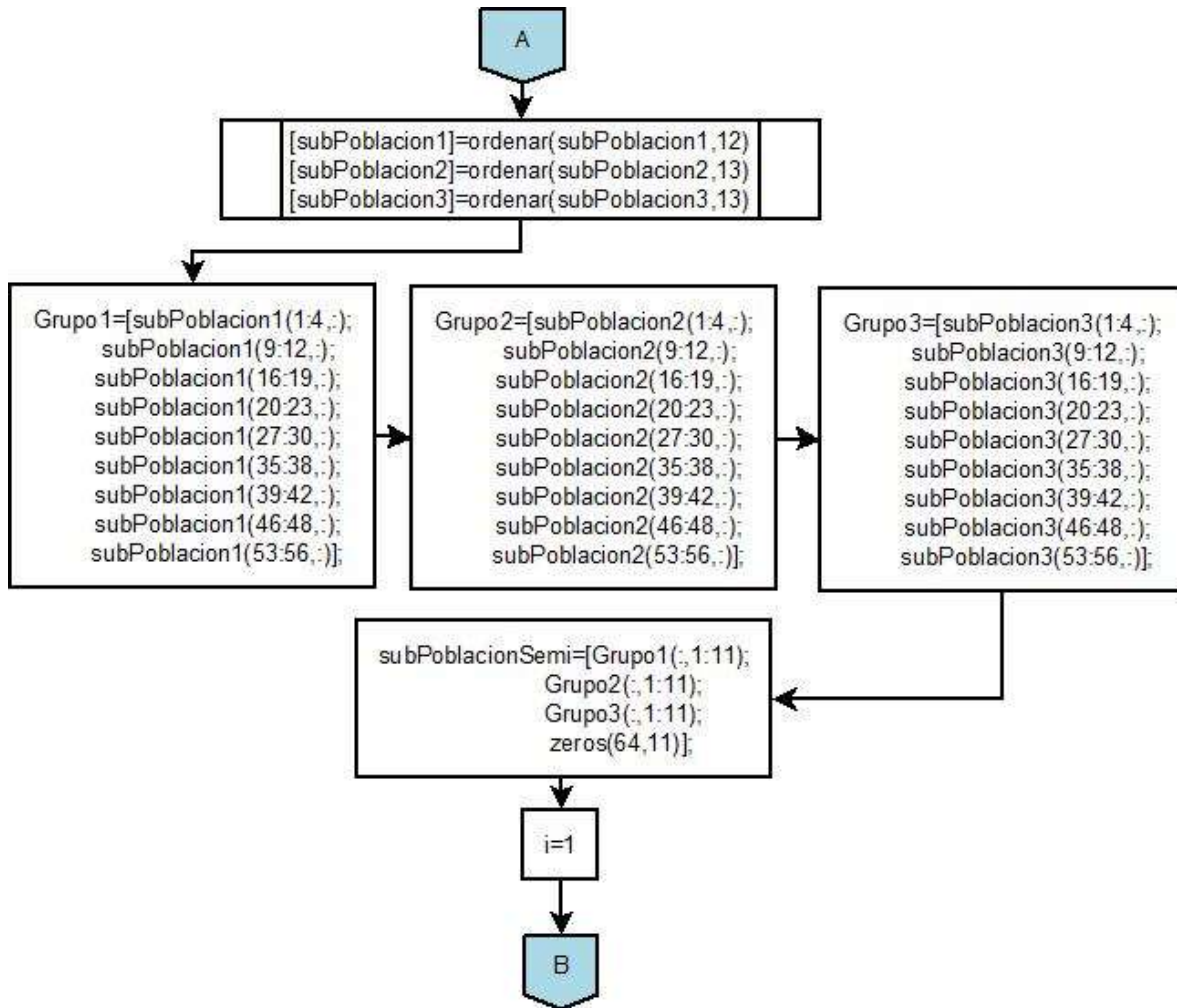 A
[subPoblacion1]=ordenar(subPoblacion1,12)
[subPoblacion2]=ordenar(subPoblacion2,13)
[subPoblacion3]=ordenar(subPoblacion3,13)
Grupo1=[subPoblacion1(1:4,:);
subPoblacion1(9:12,:);
subPoblacion1(16:19,:);
subPoblacion1(20:23,:);
subPoblacion1(27:30,:);
subPoblacion1(35:38,:);
subPoblacion1(39:42,:);
subPoblacion1(46:48,:);
subPoblacion1(53:56,:)];
Grupo2=[subPoblacion2(1:4,:);
subPoblacion2(9:12,:);
subPoblacion2(16:19,:);
subPoblacion2(20:23,:);
subPoblacion2(27:30,:);
subPoblacion2(35:38,:);
subPoblacion2(39:42,:);
subPoblacion2(46:48,:);
subPoblacion2(53:56,:)];
Grupo3=[subPoblacion3(1:4,:);
subPoblacion3(9:12,:);
subPoblacion3(16:19,:);
subPoblacion3(20:23,:);
subPoblacion3(27:30,:);
subPoblacion3(35:38,:);
subPoblacion3(39:42,:);
subPoblacion3(46:48,:);
subPoblacion3(53:56,:)];
subPoblacionSemi=[Grupo1(:,1:11);
Grupo2(:,1:11);
Grupo3(:,1:11);
zeros(64,11)];
i=1
B